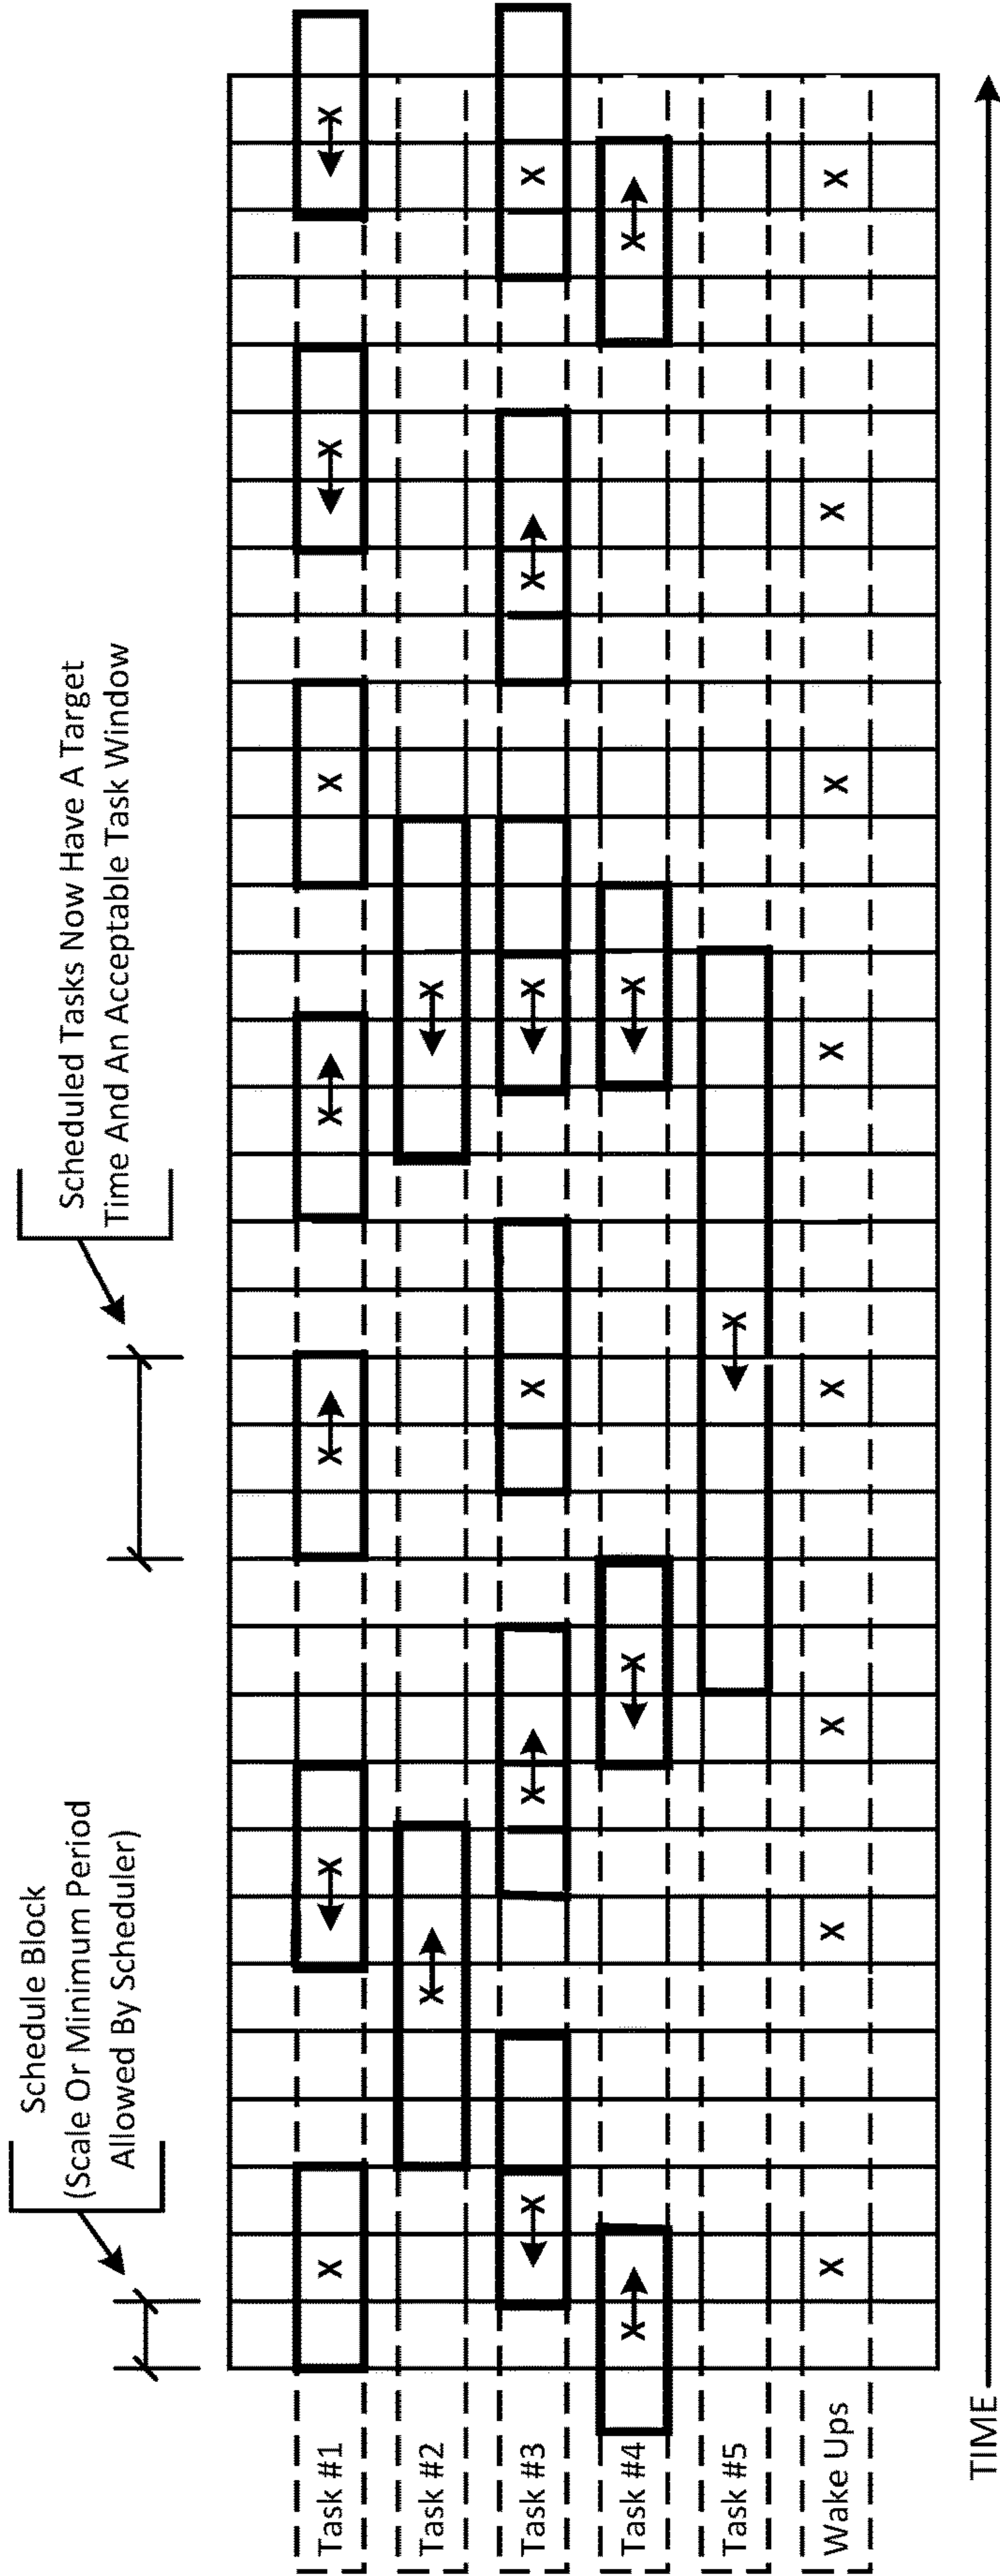 Schedule Block
(Scale Or Minimum Period
Allowed By Scheduler)
Scheduled Tasks Now Have A Target
Time And An Acceptable Task Window
Task #1 X X X X X X X
Task #2 X X
Task #3 X X X X X X
Task #4 X X X X
Task #5 X
Wake Ups X X X X X X X X
TIME